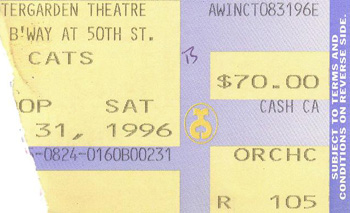 TERGARDEN THEATRE AWINCT083196E
B'WAY AT 50TH ST.
CATS $70.00
OP SAT CASH CA
31, 1996
-0824-0160B00231 ORCHC
R 105
SUBJECT TO TERMS AND
CONDITIONS ON REVERSE SIDE.